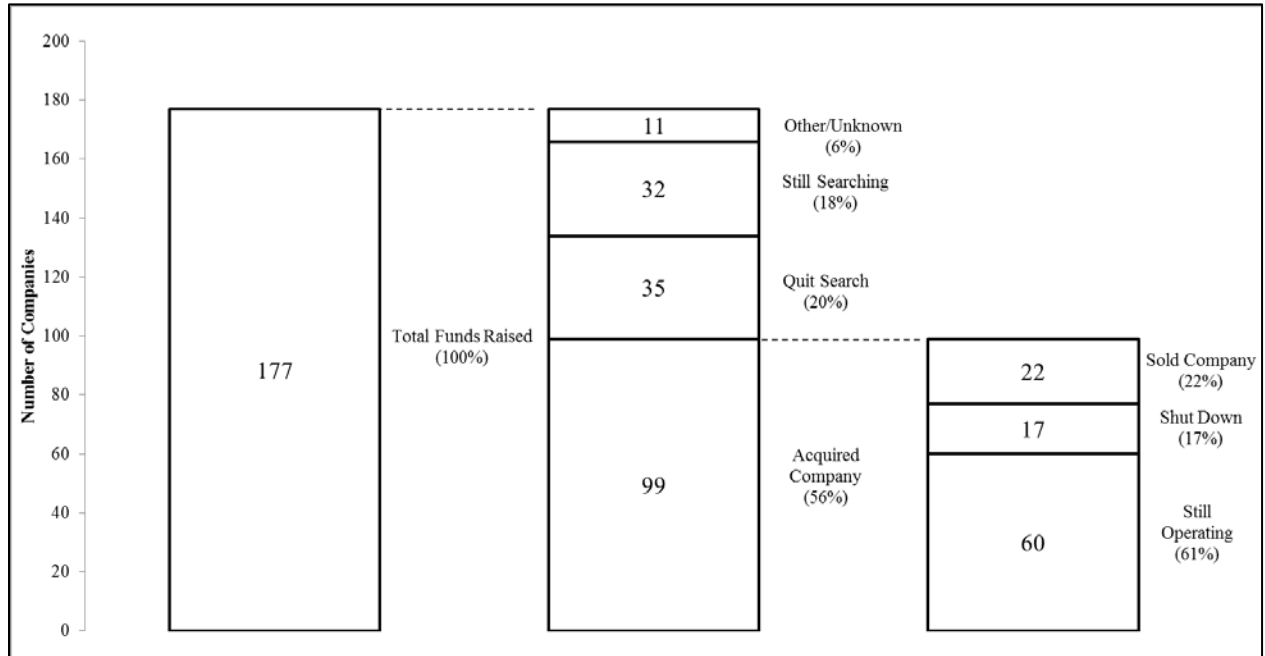 Number of Companies
200
180
160
140
120
100
80
60
40
20
0
177
Total Funds Raised
(100%)
11
32
35
99
Other/Unknown
(6%)
Still Searching
(18%)
Quit Search
(20%)
Acquired
Company
(56%)
22
17
60
Sold Company
(22%)
Shut Down
(17%)
Still
Operating
(61%)